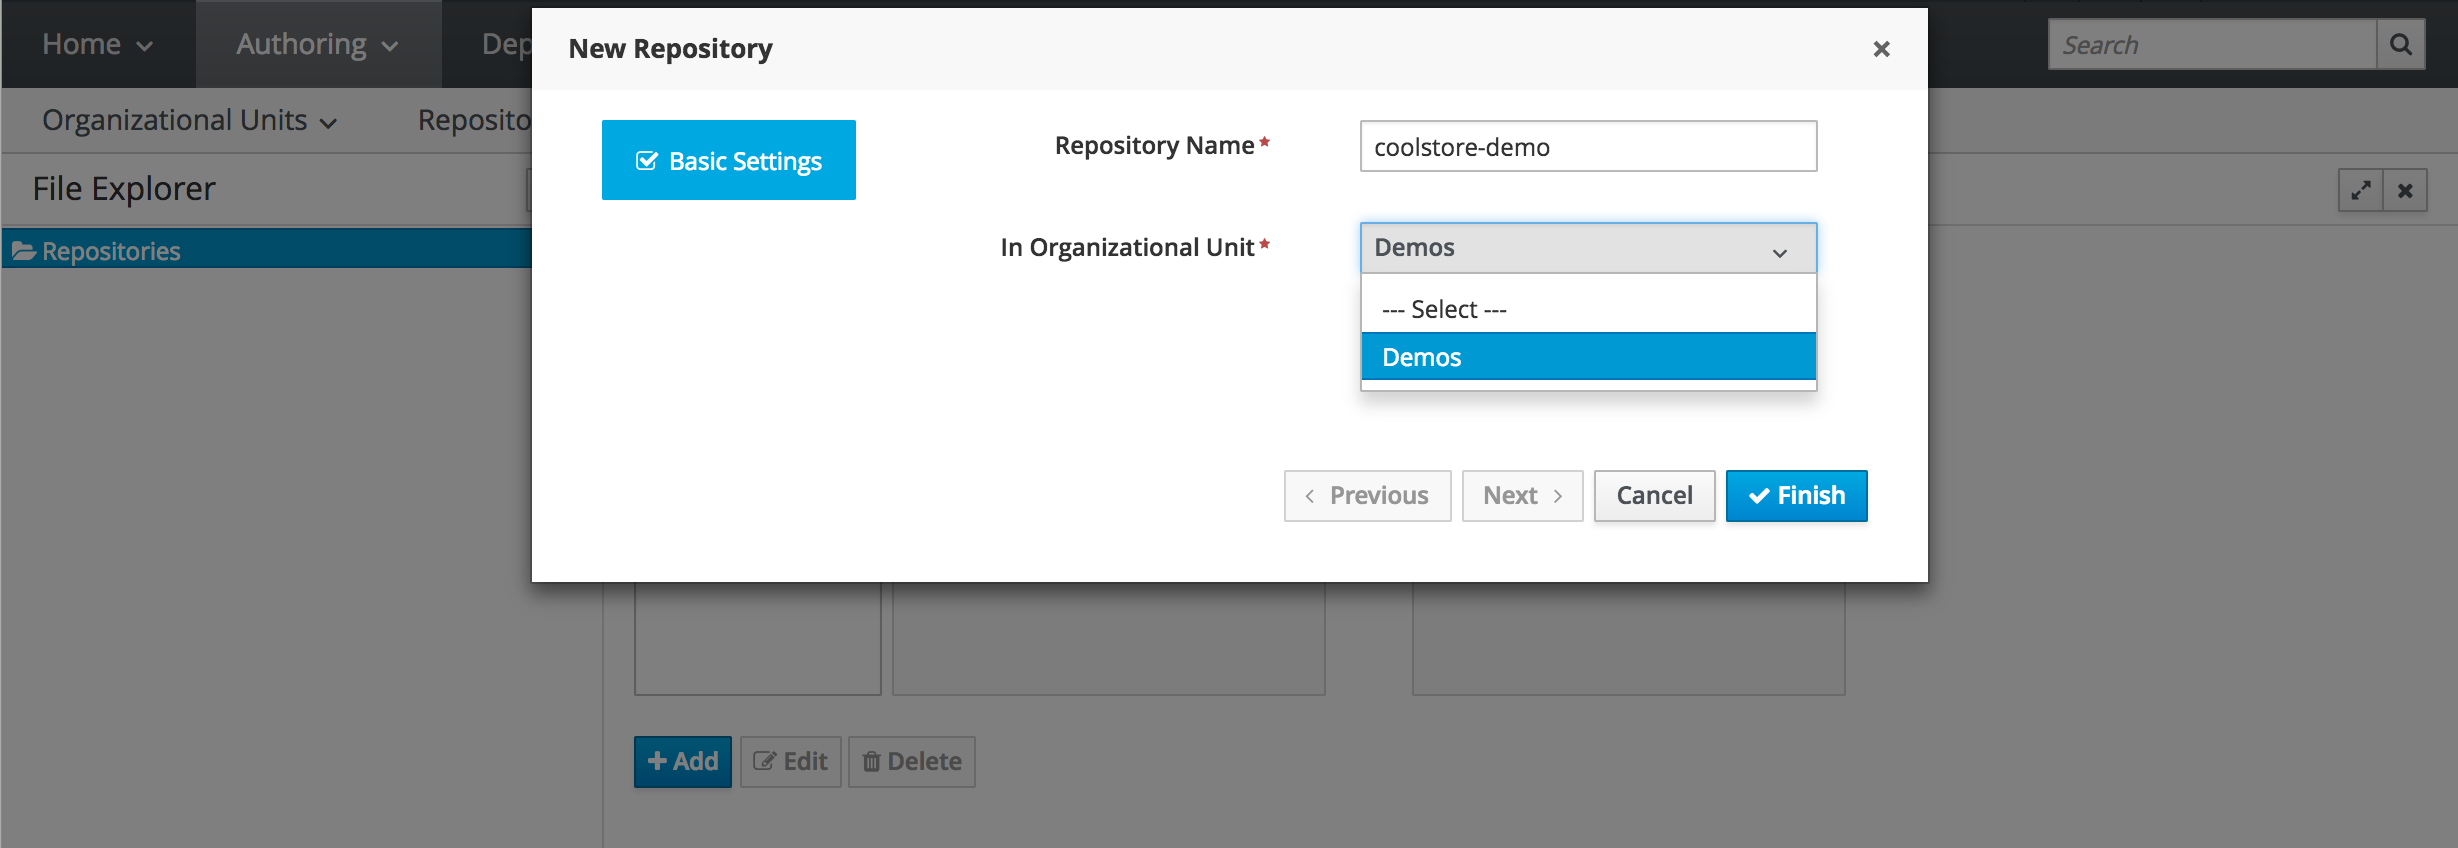 Home
Authoring
Dep
Search
New Repository
Organizational Units
Reposito
File Explorer
Repositories
Basic Settings
Repository Name*
coolstore-demo
In Organizational Unit*
Demos
--- Select ---
Demos
Previous
Next
Cancel
Finish
Add
Edit
Delete